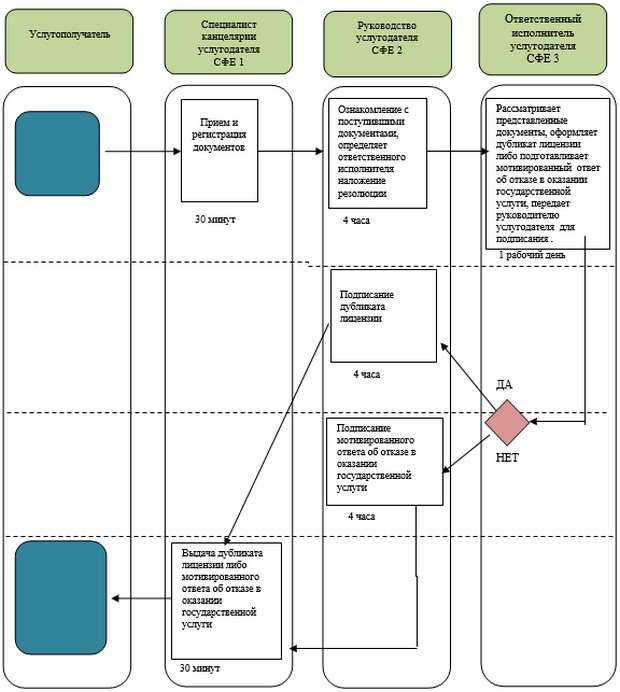 Услугополучатель
Специалист
канцелярии
услугодателя
СФЕ 1
Руководство
услугодателя
СФЕ 2
Ответственный
исполнитель
услугодателя
СФЕ 3
Прием и
регистрация
документов
30 минут
Ознакомление с
поступившими
документами,
определяет
ответственного
исполнителя
наложение
резолюции
4 часа
Рассматривает
представленные
документы, оформляет
дубликат лицензии
либо подготавливает
мотивированный ответ
об отказе в оказании
государственной
услуги, передает
руководителю
услугодателя для
подписания .
1 рабочий день
Подписание
дубликата
лицензии
4 часа
ДА
НЕТ
Подписание
мотивированного
ответа об отказе в
оказании
государственной
услуги
4 часа
Выдача дубликата
лицензии либо
мотивированного
ответа об отказе в
оказании
государственной
услуги
30 минут